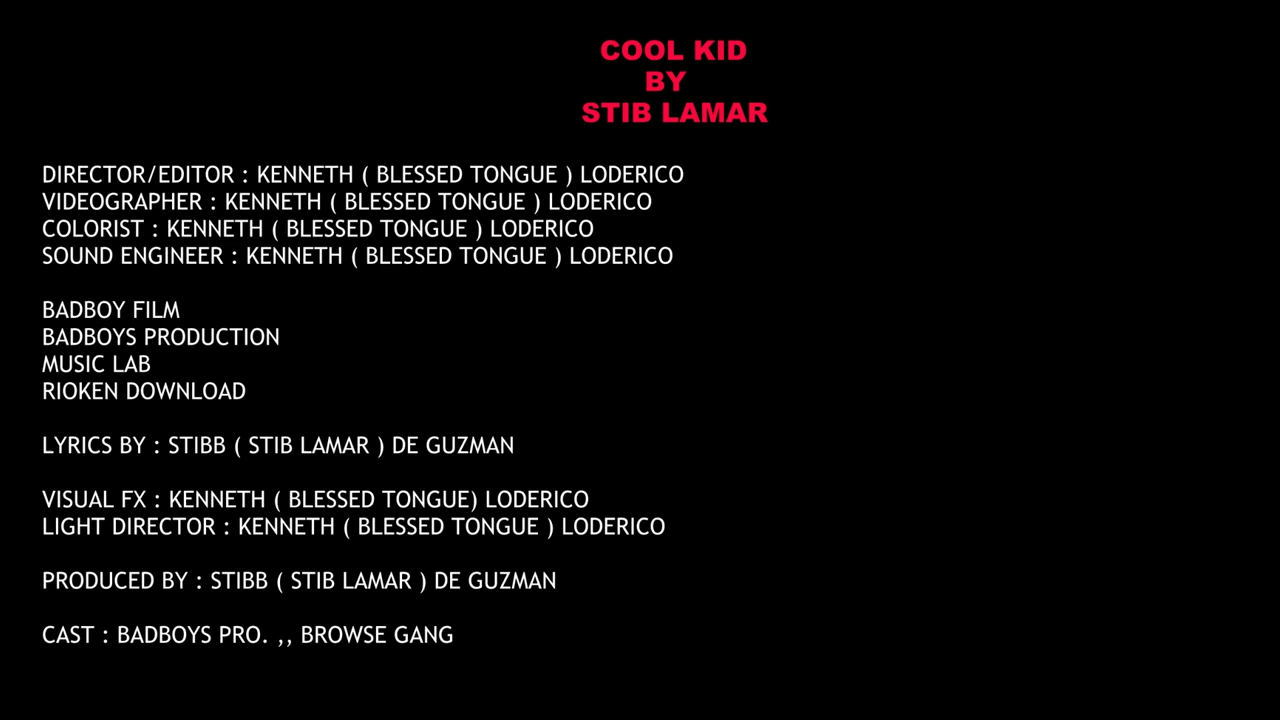 COOL KID
BY
STIB LAMAR
DIRECTOR/EDITOR : KENNETH ( BLESSED TONGUE ) LODERICO
VIDEOGRAPHER : KENNETH ( BLESSED TONGUE ) LODERICO
COLORIST : KENNETH ( BLESSED TONGUE ) LODERICO
SOUND ENGINEER : KENNETH ( BLESSED TONGUE ) LODERICO
BADBOY FILM
BADBOYS PRODUCTION
MUSIC LAB
RIOKEN DOWNLOAD
LYRICS BY : STIBB ( STIB LAMAR ) DE GUZMAN
VISUAL FX : KENNETH ( BLESSED TONGUE) LODERICO
LIGHT DIRECTOR : KENNETH ( BLESSED TONGUE ) LODERICO
PRODUCED BY : STIBB ( STIB LAMAR ) DE GUZMAN
CAST : BADBOYS PRO. ,, BROWSE GANG